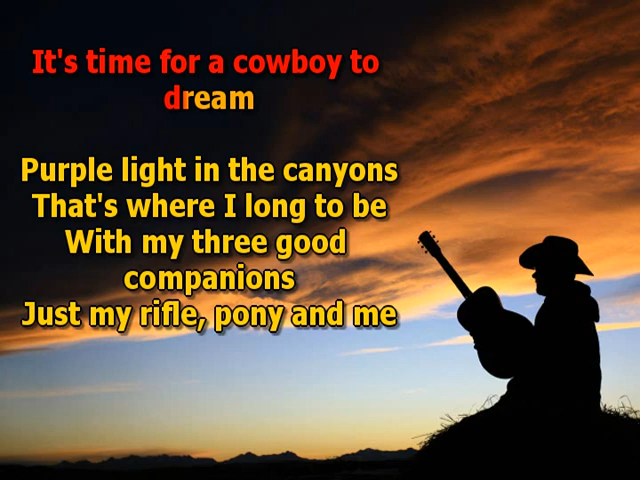 It's time for a cowboy to
dream
Purple light in the canyons
That's where I long to be
With my three good
companions
Just my rifle, pony and me